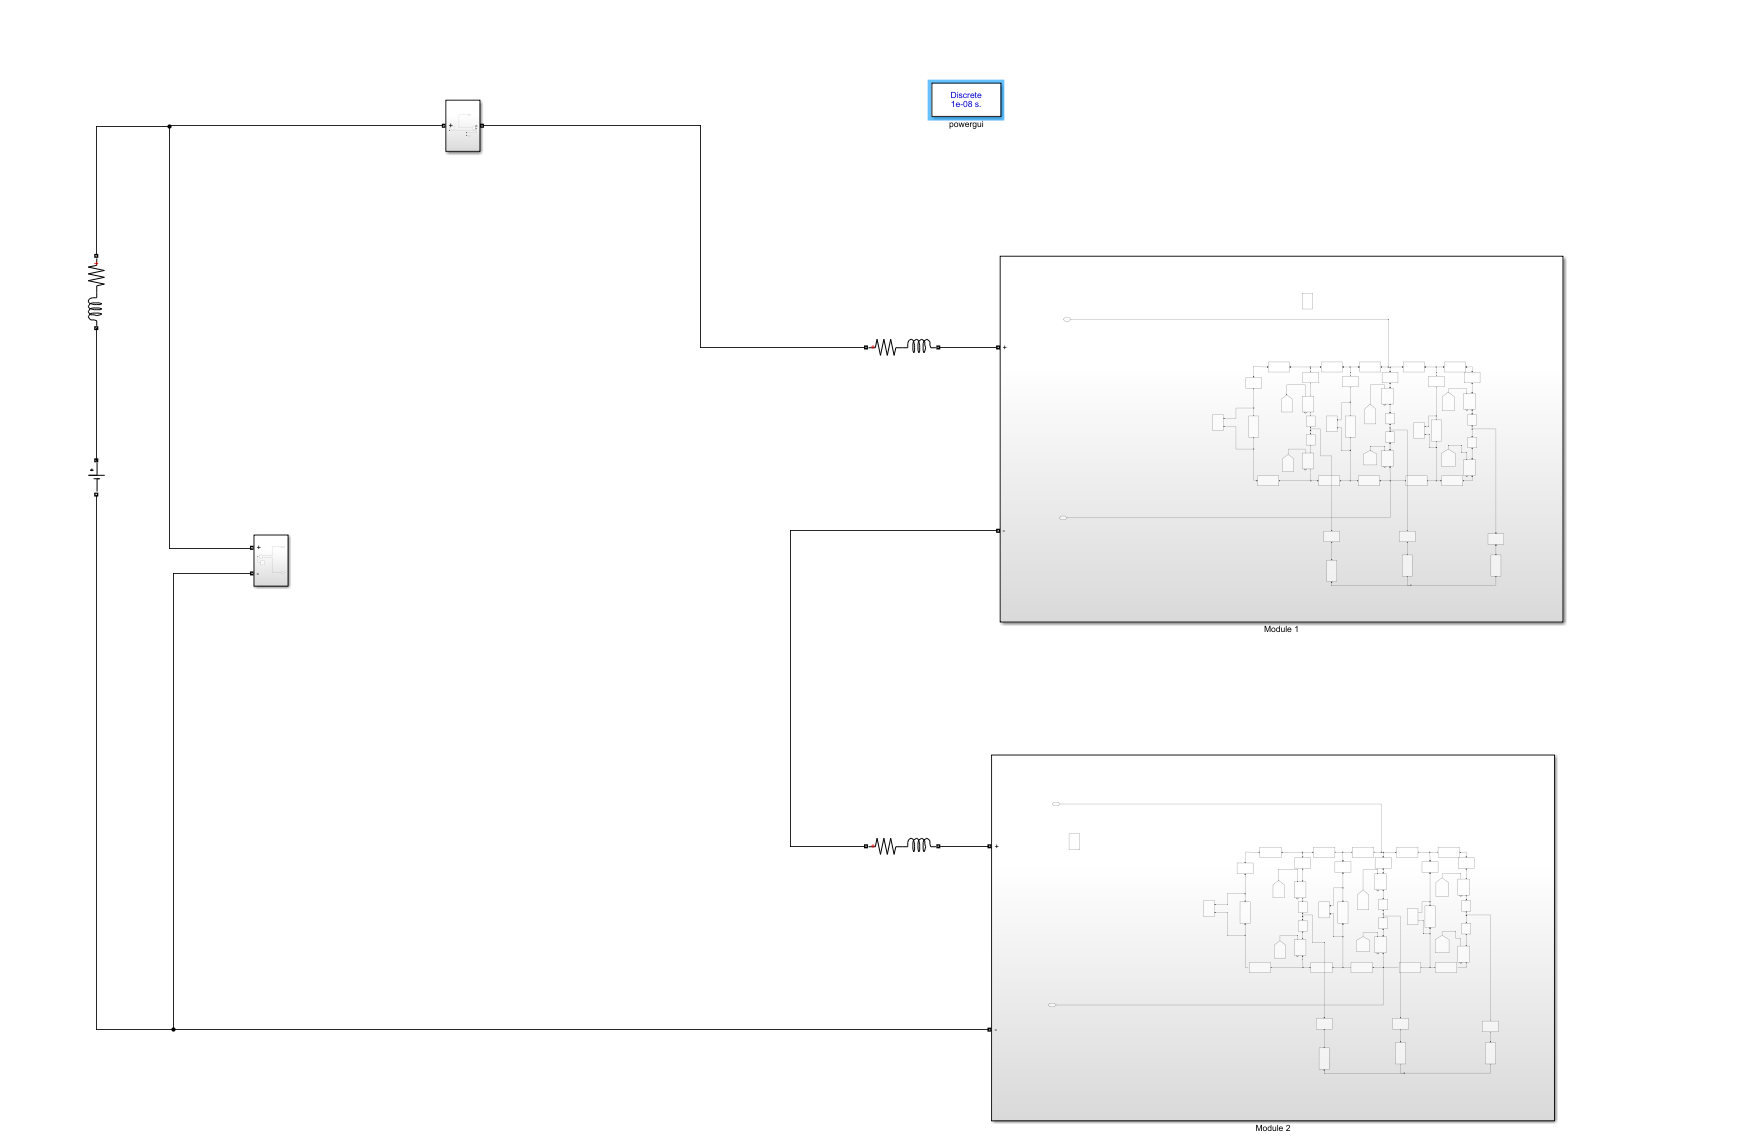 Discrete
1e-08 s.
powergui
+
+
+
-
+
-
Module 1
+
-
Module 2